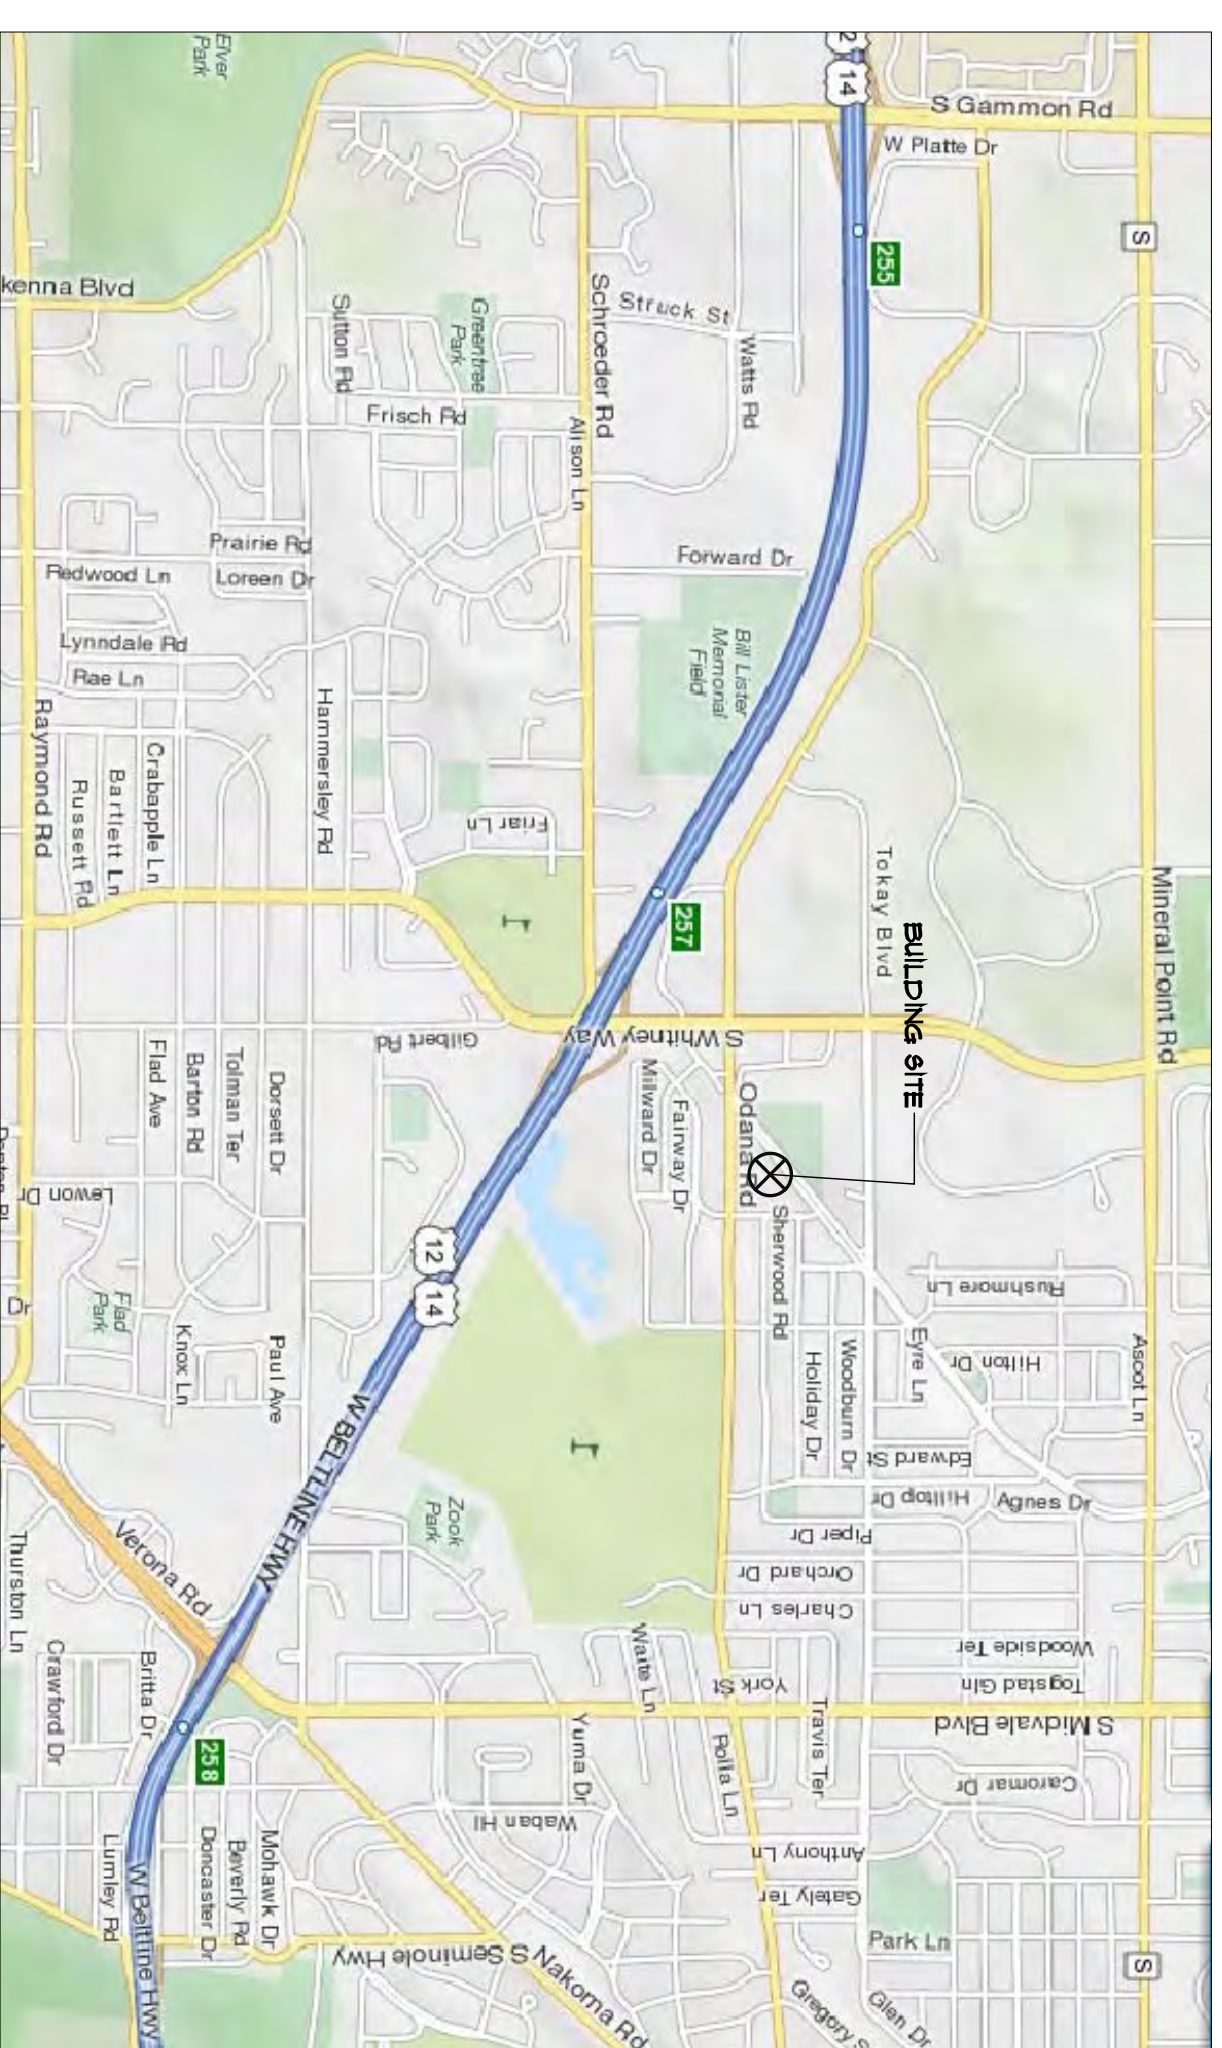 Elver
Park
2
14
S Gammon Rd
W Platte Dr
S
255
kenna Blvd
Sutton Rd
Greentree
Park
Schroeder Rd
Struck St
Watts Rd
Frisch Rd
Alison Ln
Prairie Rd
Redwood Ln
Loreen Dr
Forward Dr
Lynndale Rd
Rae Ln
Bill Lister
Memorial
Field
Raymond Rd
Russett Rd
Bartlett Ln
Crabapple Ln
Hammersley Rd
Friar Ln
257
Tokay Blvd
Mineral Point Rd
BUILDING SITE
S Whitney Way
Gilbert Rd
Flad Ave
Barton Rd
Tolman Ter
Dorsett Dr
Millward Dr
Fairway Dr
Odana Rd
Sherwood Rd
Lewon Dr
Dr
Flad
Park
Knox Ln
Paul Ave
12
14
Rushmore Ln
Eyre Ln
Hilton Dr
Ascot Ln
Woodburn Dr
Holiday Dr
Edward St
Hilltop Dr
Agnes Dr
W BELTLINE HWY
Zook
Park
Piper Dr
Orchard Dr
Charles Ln
Thurston Ln
Verona Rd
Crawford Dr
Britta Dr
258
Waite Ln
York St
Woodside Ter
Togstad Gln
S Midvale Blvd
Travis Ter
Yuma Dr
Rolla Ln
Caromar Dr
Waban Hl
Anthony Ln
Gately Ter
Lumley Rd
W Beltline Hwy
Doncaster Dr
Beverly Rd
Mohawk Dr
S Seminole Hwy
S Nakoma Rd
Park Ln
S
Gregory S
Glen Dr